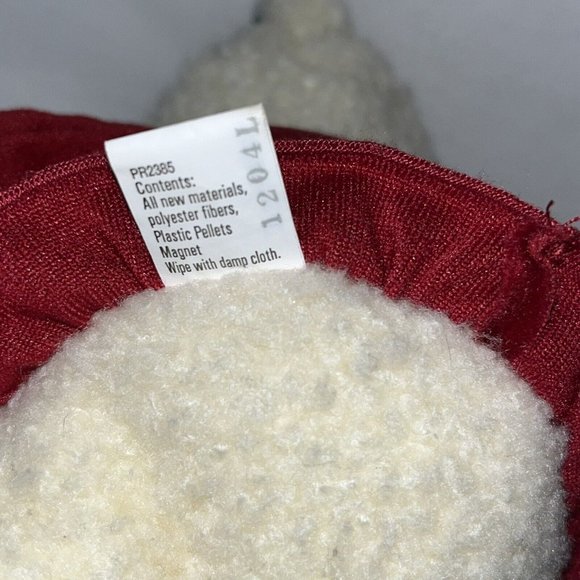 PR2385
Contents:
All new materials,
polyester fibers,
Plastic Pellets
Magnet
Wipe with damp cloth.
1204L